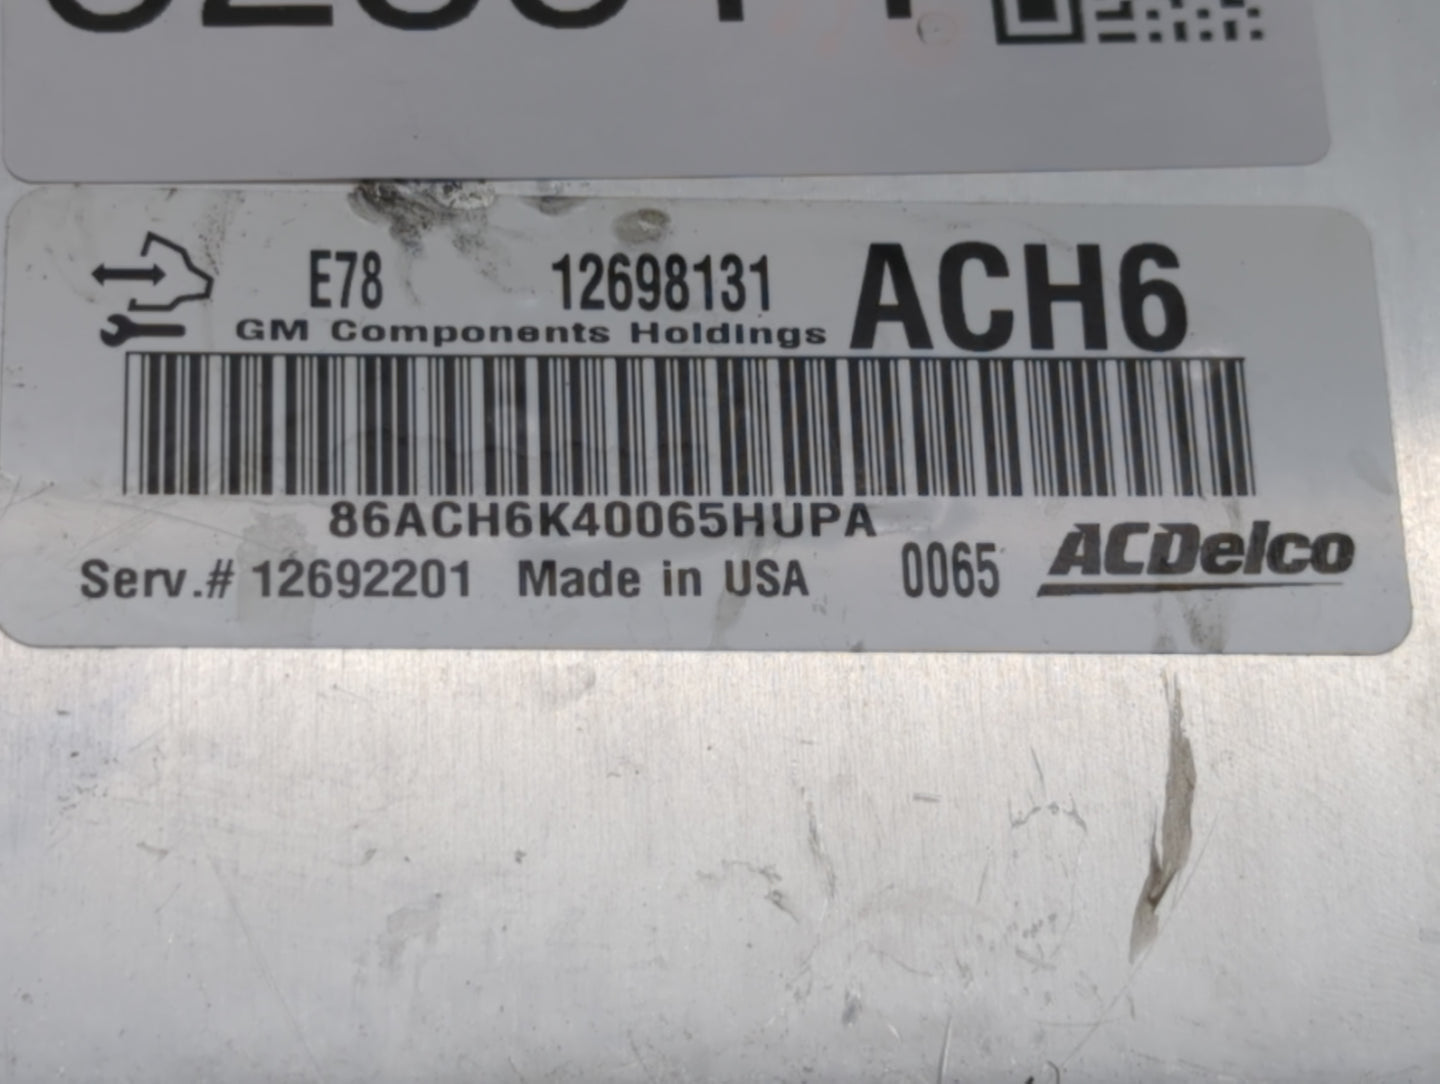 E78 12698131 ACH6
GM Components Holdings
86ACH6K40065HUPA
Serv.# 12692201 Made in USA 0065 ACDelco